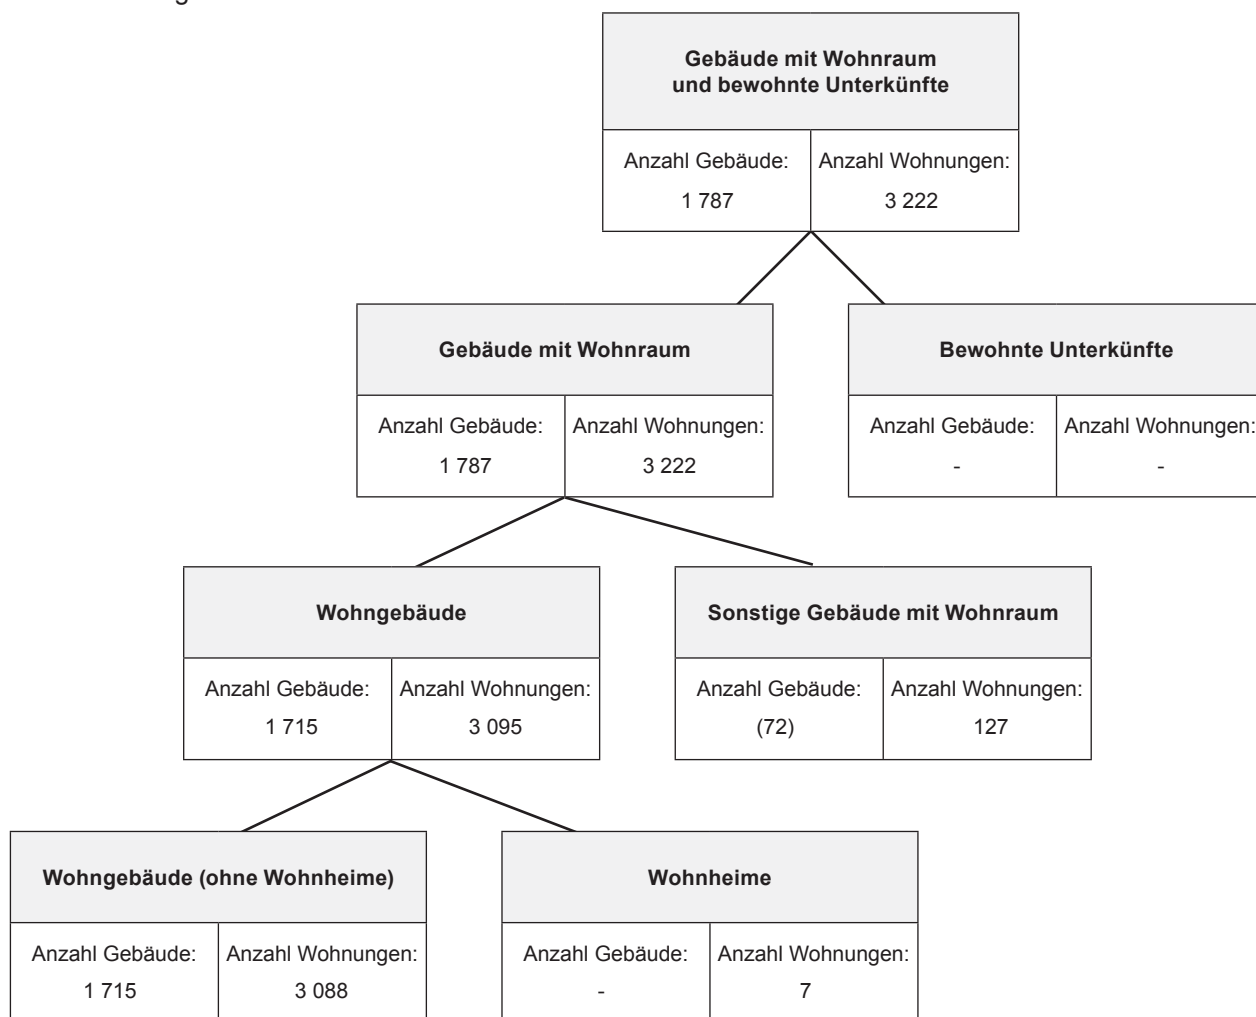 Gebäude mit Wohnraum
und bewohnte Unterkünfte
Anzahl Gebäude: Anzahl Wohnungen:
1 787 3 222
Gebäude mit Wohnraum
Anzahl Gebäude: Anzahl Wohnungen:
1 787 3 222
Bewohnte Unterkünfte
Anzahl Gebäude: Anzahl Wohnungen:
- -
Wohngebäude
Anzahl Gebäude: Anzahl Wohnungen:
1 715 3 095
Sonstige Gebäude mit Wohnraum
Anzahl Gebäude: Anzahl Wohnungen:
(72) 127
Wohngebäude (ohne Wohnheime)
Anzahl Gebäude: Anzahl Wohnungen:
1 715 3 088
Wohnheime
Anzahl Gebäude: Anzahl Wohnungen:
- 7